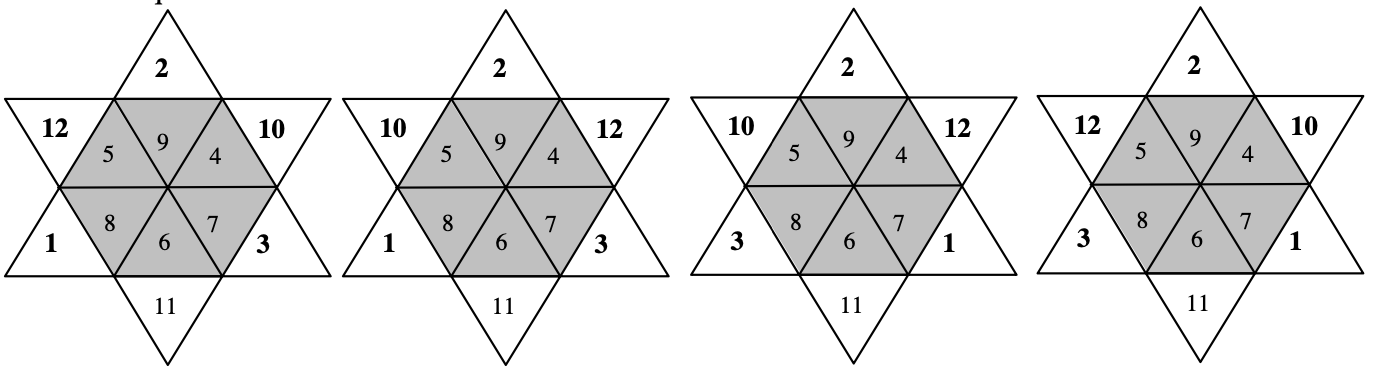 2 2 2 2
12 10 10 12 10 12 12 10
5 9 4 5 9 4 5 9 4 5 9 4
8 6 7 8 6 7 8 6 7 8 6 7
1 3 1 3 3 1 3 1
11 11 11 11